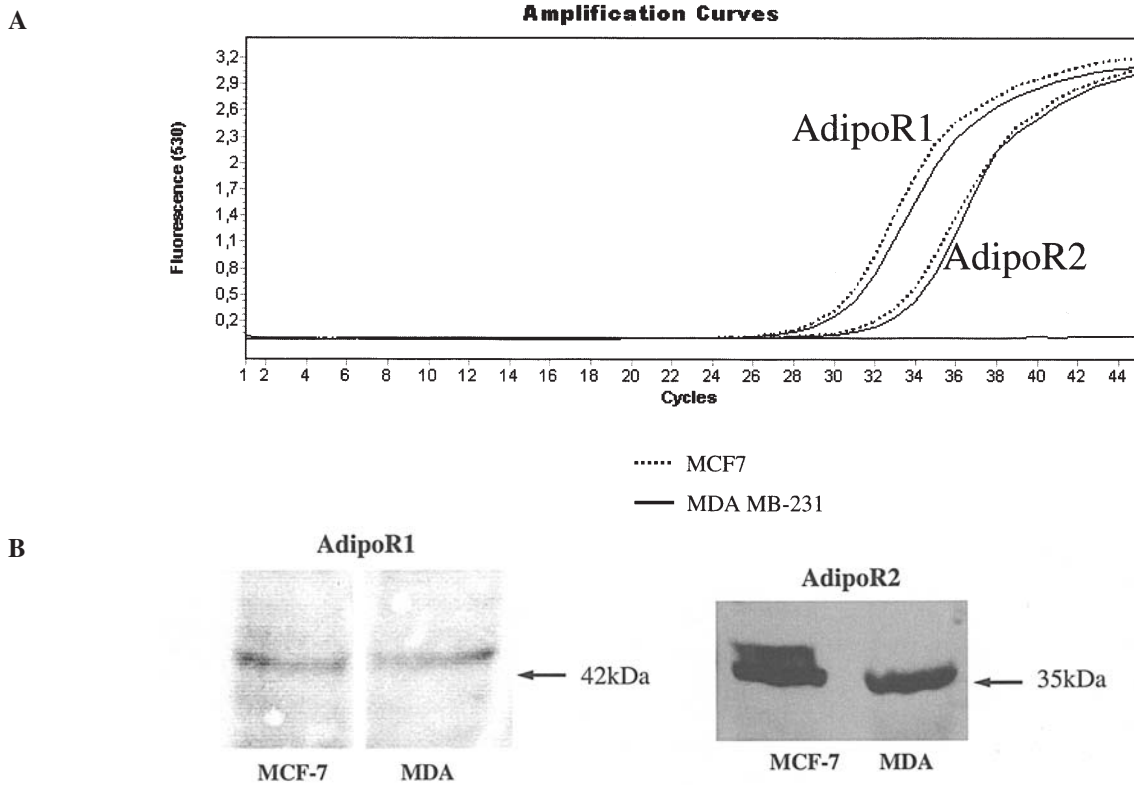 A
Amplification Curves
Fluorescence (530)
3,2
2,9
2,6
2,3
2
1,7
1,4
1,1
0,8
0,5
0,2
AdipoR1
AdipoR2
1 2 4 6 8 10 12 14 16 18 20 22 24 26 28 30 32 34 36 38 40 42 44
Cycles
MCF7
MDA MB-231
B
AdipoR1
42kDa
MCF-7 MDA
AdipoR2
35kDa
MCF-7 MDA